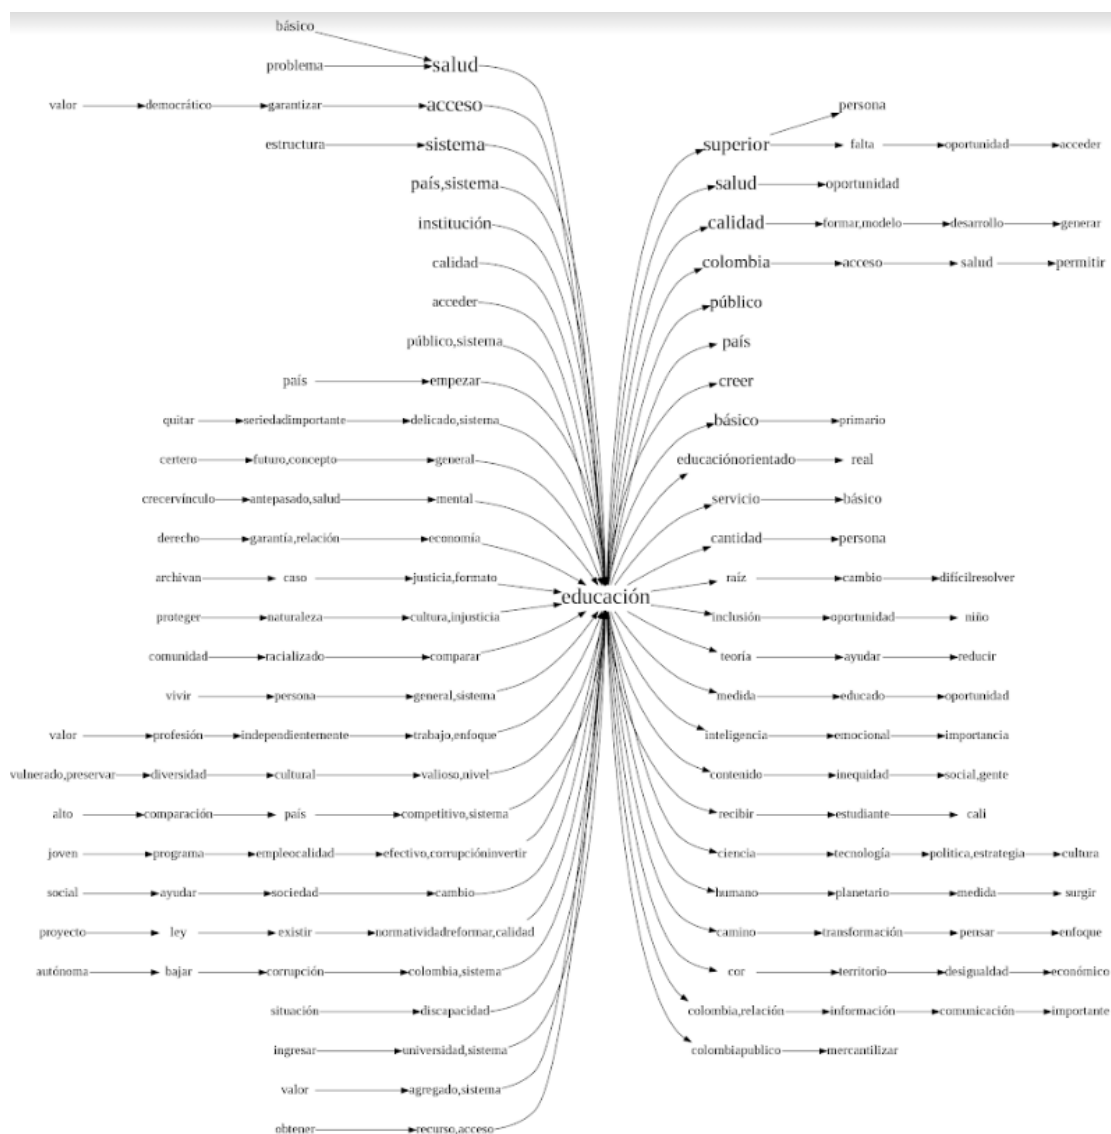 básico
problema salud
valor democrático garantizar acceso persona
estructura sistema superior falta oportunidad acceder
país,sistema salud oportunidad
institución calidad formar,modelo desarrollo generar
calidad colombia acceso salud permitir
acceder público
público,sistema país
país empezar creer
quitar seriedadimportante delicado,sistema básico primario
certero futuro,concepto general educaciónorientado real
crecervínculo antepasado,salud mental servicio básico
derecho garantía,relación economía cantidad persona
archivan caso justicia,formato raíz cambio difícilresolver
educación
proteger naturaleza cultura,injusticia inclusión oportunidad niño
comunidad racializado comparar teoría ayudar reducir
vivir persona general,sistema medida educado oportunidad
valor profesión independientemente trabajo,enfoque inteligencia emocional importancia
vulnerado,preservar diversidad cultural valioso,nivel contenido inequidad social,gente
alto comparación país competitivo,sistema recibir estudiante cali
joven programa empleocalidad efectivo,corrupcióninvertir ciencia tecnología politica,estrategia cultura
social ayudar sociedad cambio humano planetario medida surgir
proyecto ley existir normatividadreformar,calidad camino transformación pensar enfoque
autónoma bajar corrupción colombia,sistema cor territorio desigualdad económico
situación discapacidad colombia,relación información comunicación importante
ingresar universidad,sistema colombiapublico mercantilizar
valor agregado,sistema
obtener recurso,acceso